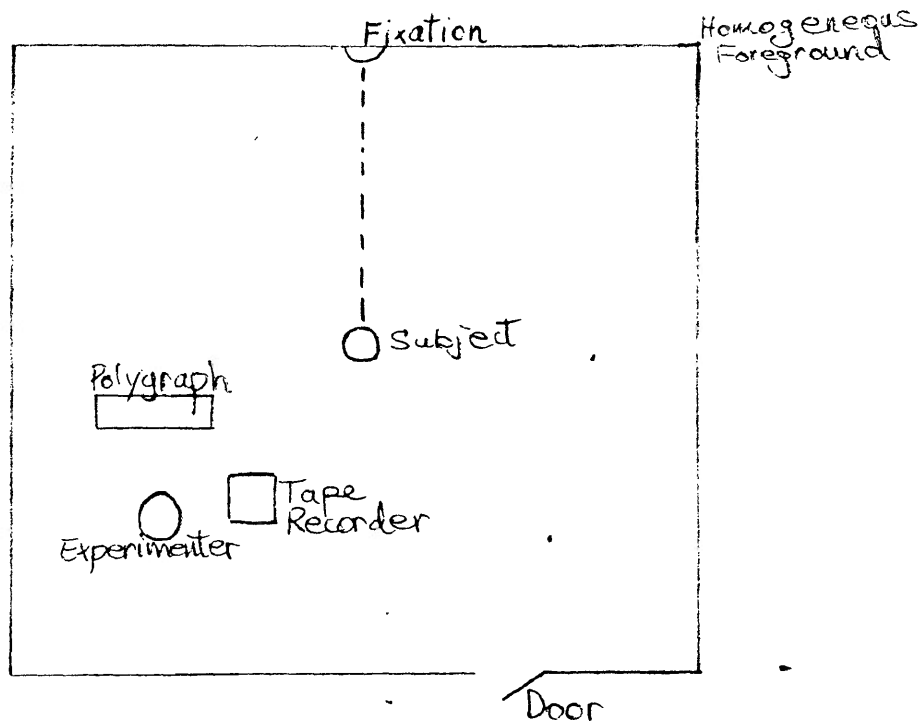 Fixation
Homogeneous
Foreground
Subject
Polygraph
Tape
Recorder
Experimenter
Door